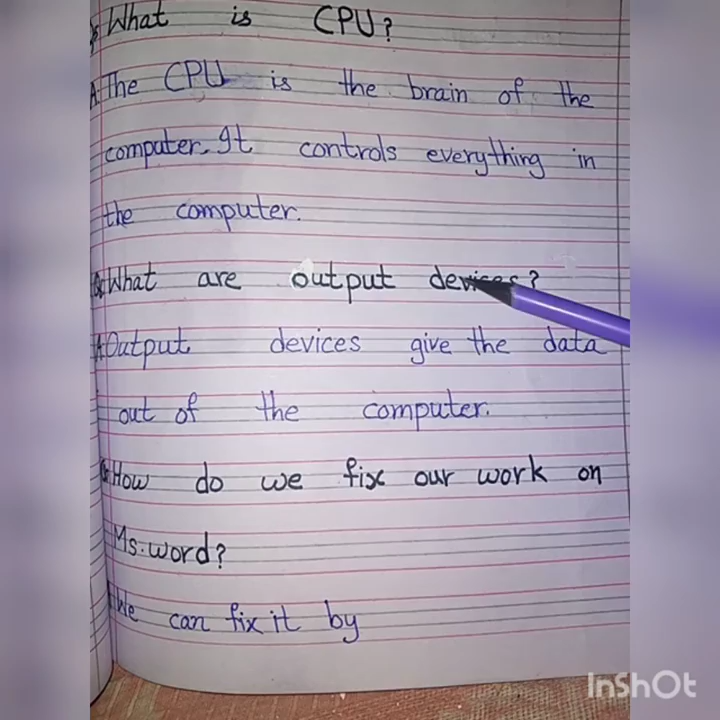 Q: What is CPU?
A: The CPU is the brain of the
computer. It controls everything in
the computer.
Q: What are output devices?
A: Output devices give the data
out of the computer.
Q: How do we fix our work on
Ms.word?
A: We can fix it by
InShOt